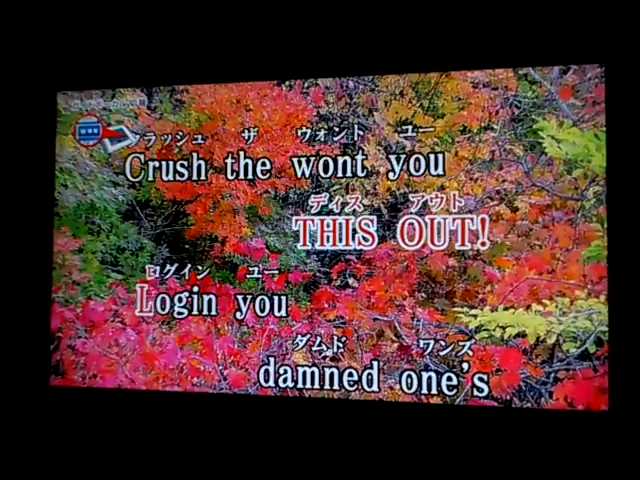 クラッシュ ザ ウォント ユー
Crush the wont you
ディス アウト
THIS OUT!
ログイン ユー
Login you
ダムド ワンズ
damned one's